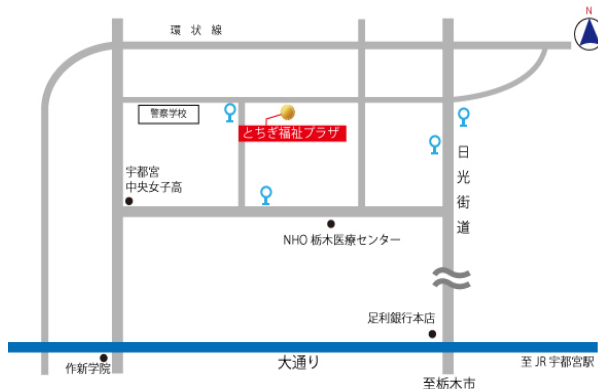 N
環状線
警察学校
とちぎ福祉プラザ
日光街道
宇都宮
中央女子高
NHO 栃木医療センター
足利銀行本店
作新学院
大通り
至 JR 宇都宮駅
至栃木市